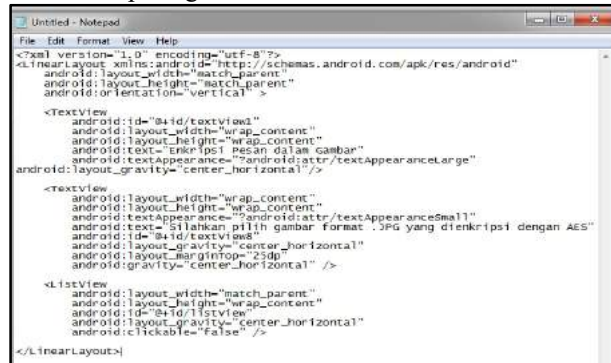 Untitled - Notepad
File Edit Format View Help
<?xml version="1.0" encoding="utf-8"?>
<LinearLayout xmlns:android="http://schemas.android.com/apk/res/android"
android:layout_width="match_parent"
android:layout_height="match_parent"
android:orientation="vertical" >
<TextView
android:id="@+id/textView1"
android:layout_width="wrap_content"
android:layout_height="wrap_content"
android:text="Enkripsi Pesan dalam Gambar"
android:textAppearance="?android:attr/textAppearanceLarge"
android:layout_gravity="center_horizontal"/>
<TextView
android:layout_width="wrap_content"
android:layout_height="wrap_content"
android:textAppearance="?android:attr/textAppearanceSmall"
android:text="Silahkan pilih gambar format .JPG yang dienkripsi dengan AES"
android:id="@+id/textView8"
android:layout_gravity="center_horizontal"
android:layout_marginTop="25dp"
android:gravity="center_horizontal" />
<ListView
android:layout_width="match_parent"
android:layout_height="wrap_content"
android:id="@+id/listView"
android:layout_gravity="center_horizontal"
android:clickable="false" />
</LinearLayout>